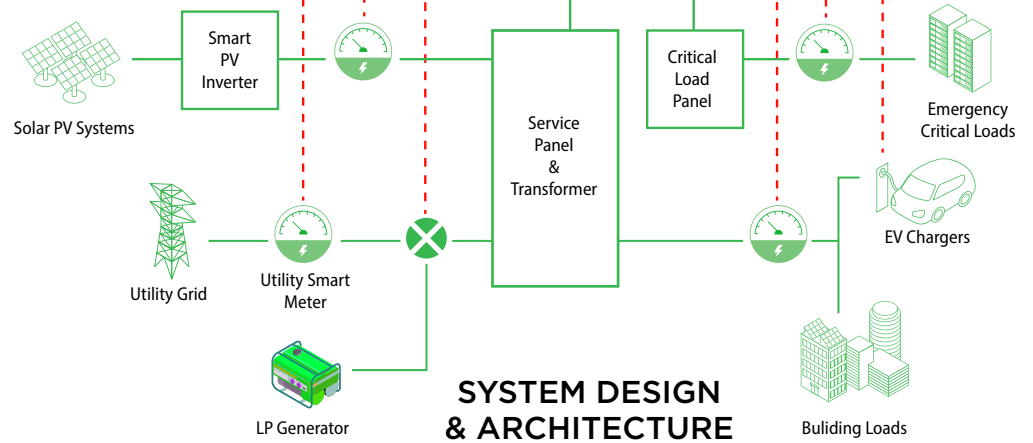 Smart
PV
Inverter
Solar PV Systems
Critical
Load
Panel
Emergency
Critical Loads
Service
Panel
&
Transformer
Utility Grid
Utility Smart
Meter
EV Chargers
LP Generator
SYSTEM DESIGN
& ARCHITECTURE
Buliding Loads